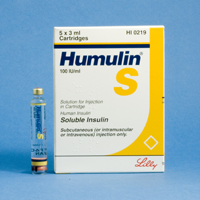 5 x 3 ml
Cartridges
HI 0219
Humulin®
100 IU/ml
S
Solution for Injection
in Cartridge
Human Insulin
Soluble Insulin
Subcutaneous (or intramuscular
or intravenous) injection only.
Lilly